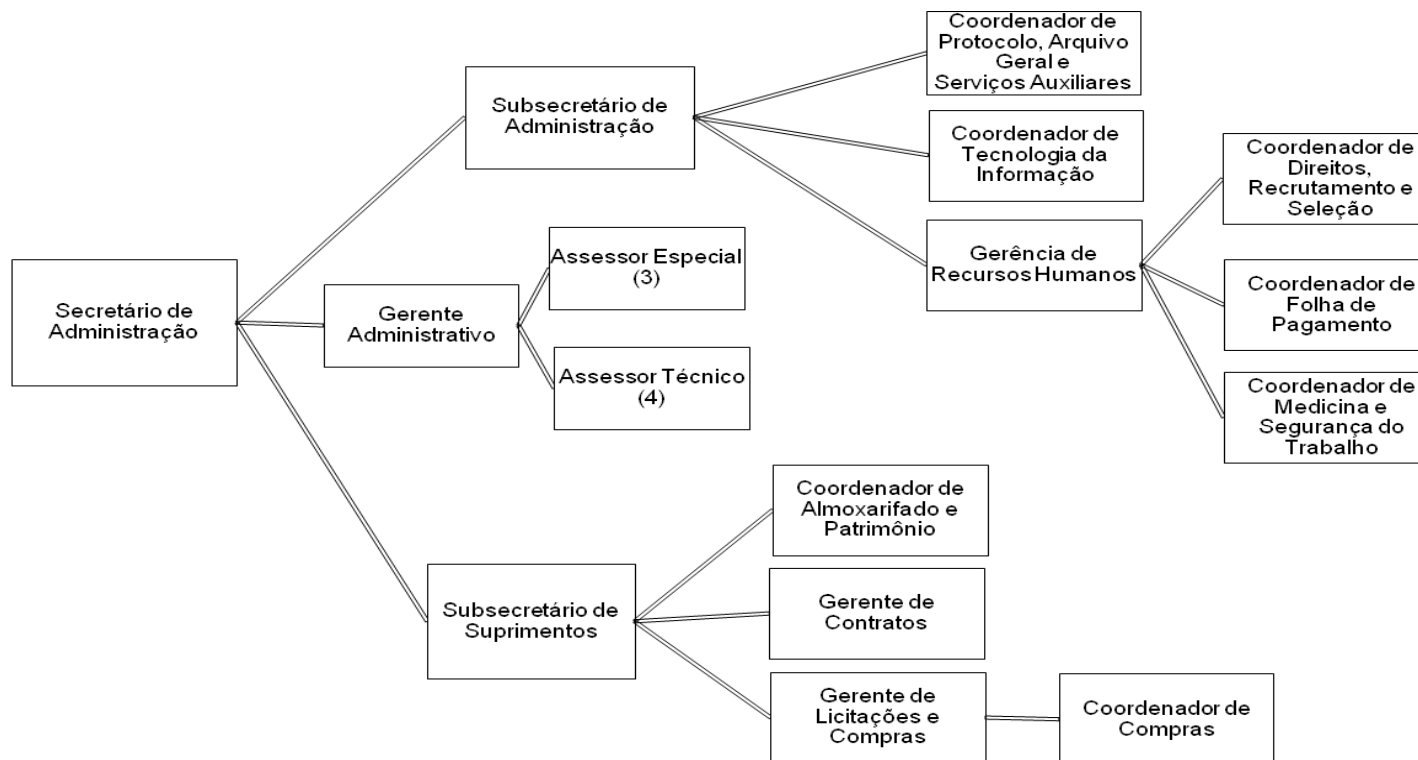 Coordenador de
Protocolo, Arquivo
Geral e
Serviços Auxiliares
Subsecretário de
Administração
Coordenador de
Tecnologia da
Informação
Coordenador de
Direitos,
Recrutamento e
Seleção
Gerência de
Recursos Humanos
Assessor Especial
(3)
Secretário de
Administração
Gerente
Administrativo
Coordenador de
Folha de
Pagamento
Assessor Técnico
(4)
Coordenador de
Medicina e
Segurança do
Trabalho
Coordenador de
Almoxarifado e
Patrimônio
Subsecretário de
Suprimentos
Gerente de
Contratos
Gerente de
Licitações e
Compras
Coordenador de
Compras